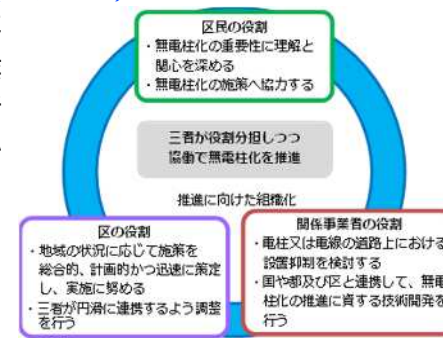 区民の役割
・無電柱化の重要性に理解と
関心を深める
・無電柱化の施策へ協力する
三者が役割分担しつつ
協働で無電柱化を推進
推進に向けた組織化
区の役割
・地域の状況に応じて施策を
総合的、計画的かつ迅速に策定
し、実施に努める
・三者が円滑に連携するよう調整
を行う
関係事業者の役割
・電柱又は電線の道路上における
設置抑制を検討する
・国や都及び区と連携して、無電
柱化の推進に資する技術開発を
行う